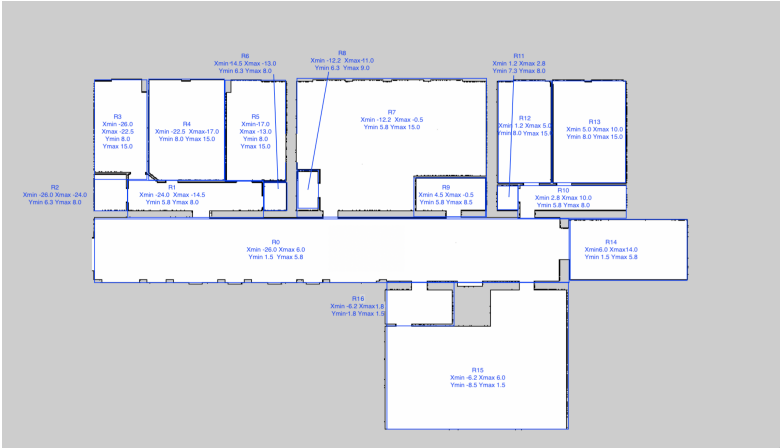 R6
Xmin-14.5 Xmax -13.0
Ymin 6.3 Ymax 8.0
R8
Xmin -12.2 Xmax-11.0
Ymin 6.3 Ymax 9.0
R11
Xmin 1.2 Xmax 2.8
Ymin 7.3 Ymax 8.0
R3
Xmin -26.0
Xmax -22.5
Ymin 8.0
Ymax 15.0
R4
Xmin -22.5 Xmax-17.0
Ymin 8.0 Ymax 15.0
R5
Xmin-17.0
Xmax -13.0
Ymin 8.0
Ymax 15.0
R7
Xmin -12.2 Xmax -0.5
Ymin 5.8 Ymax 15.0
R12
Xmin 1.2 Xmax 5.0
Ymin 8.0 Ymax 15.0
R13
Xmin 5.0 Xmax 10.0
Ymin 8.0 Ymax 15.0
R2
Xmin -26.0 Xmax -24.0
Ymin 6.3 Ymax 8.0
R1
Xmin -24.0 Xmax -14.5
Ymin 5.8 Ymax 8.0
R9
Xmin 4.5 Xmax -0.5
Ymin 5.8 Ymax 8.5
R10
Xmin 2.8 Xmax 10.0
Ymin 5.8 Ymax 8.0
R0
Xmin -26.0 Xmax 6.0
Ymin 1.5 Ymax 5.8
R14
Xmin6.0 Xmax14.0
Ymin 1.5 Ymax 5.8
R16
Xmin -6.2 Xmax1.8
Ymin-1.8 Ymax 1.5
R15
Xmin -6.2 Xmax 6.0
Ymin -8.5 Ymax 1.5